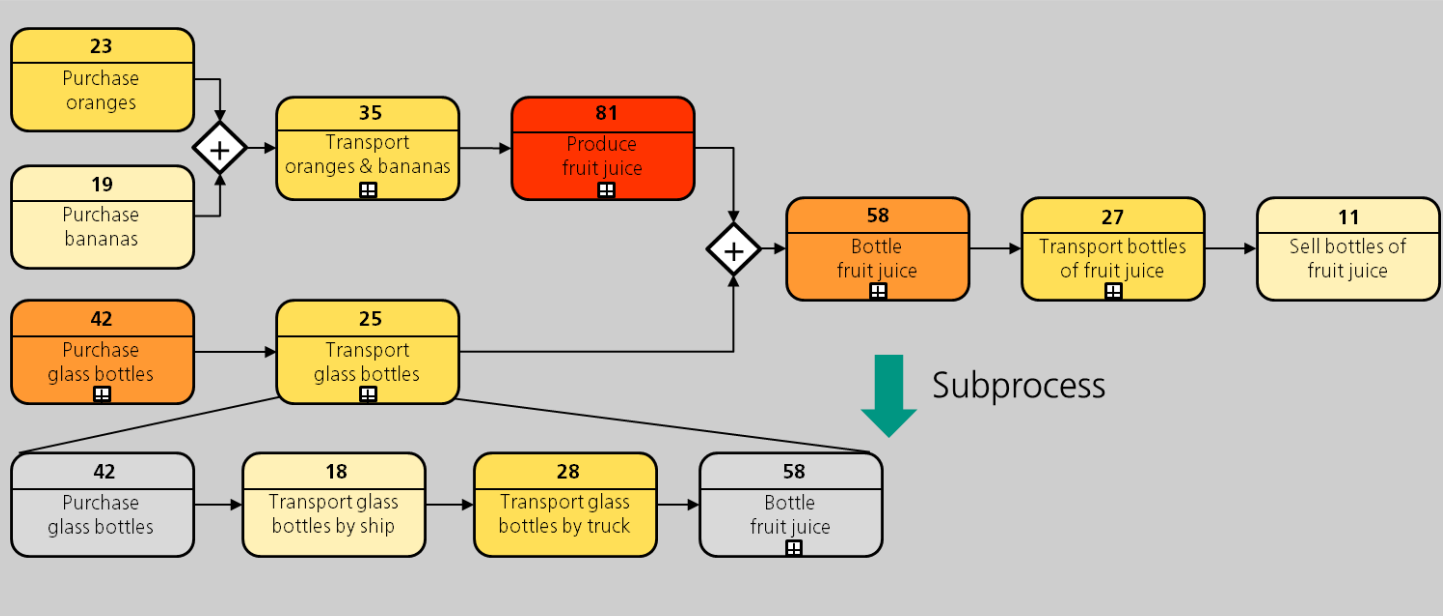 23
Purchase
oranges
19
Purchase
bananas
35
Transport
oranges & bananas
81
Produce
fruit juice
58
Bottle
fruit juice
27
Transport bottles
of fruit juice
11
Sell bottles of
fruit juice
42
Purchase
glass bottles
25
Transport
glass bottles
Subprocess
42
Purchase
glass bottles
18
Transport glass
bottles by ship
28
Transport glass
bottles by truck
58
Bottle
fruit juice